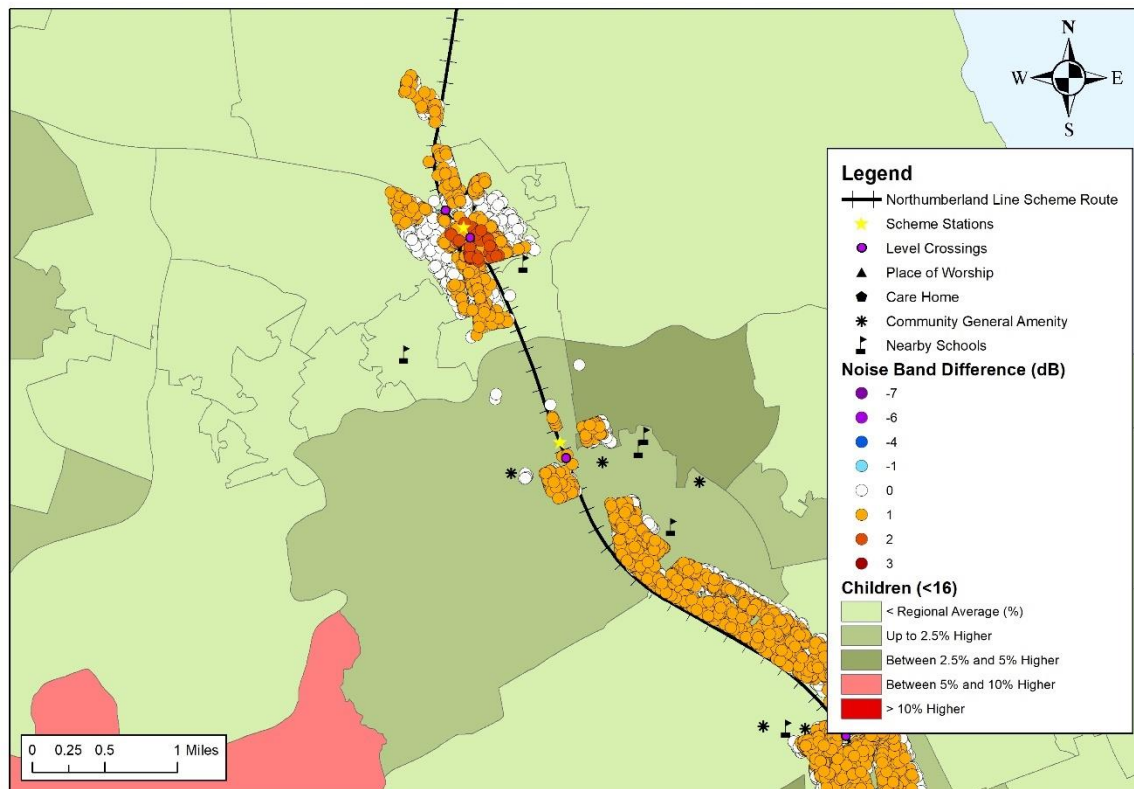 N
W
E
S
Legend
Northumberland Line Scheme Route
Scheme Stations
Level Crossings
Place of Worship
Care Home
Community General Amenity
Nearby Schools
Noise Band Difference (dB)
-7
-6
-4
-1
0
1
2
3
Children (<16)
< Regional Average (%)
Up to 2.5% Higher
Between 2.5% and 5% Higher
Between 5% and 10% Higher
> 10% Higher
0 0.25 0.5 1 Miles